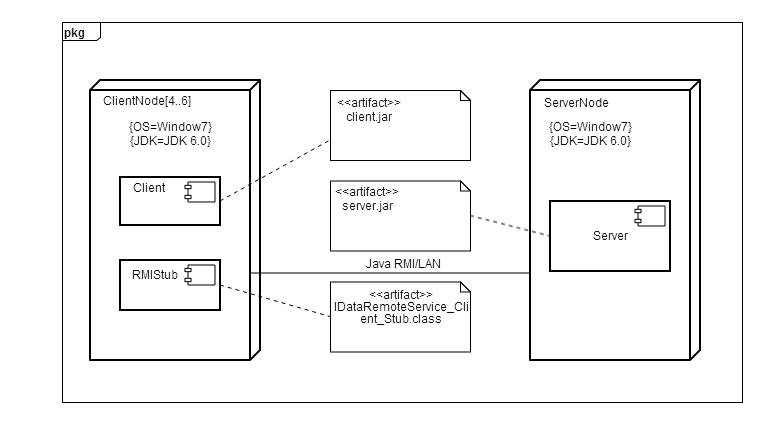 pkg
ClientNode[4..6]
{OS=Window7}
{JDK=JDK 6.0}
Client
RMIStub
<<artifact>>
client.jar
<<artifact>>
server.jar
Java RMI/LAN
<<artifact>>
IDataRemoteService_Cli
ent_Stub.class
ServerNode
{OS=Window7}
{JDK=JDK 6.0}
Server